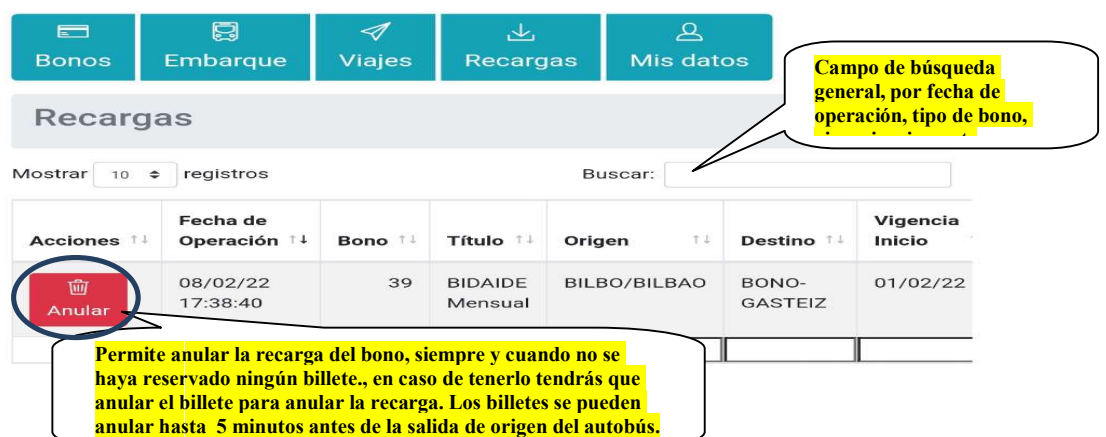 Bonos Embarque Viajes Recargas Mis datos
Campo de búsqueda
general, por fecha de
operación, tipo de bono,
Recargas
Mostrar 10 registros Buscar:
Acciones Fecha de Operación Bono Título Origen Destino Vigencia Inicio
Anular 08/02/22 17:38:40 39 BIDAIDE Mensual BILBO/BILBAO BONO-GASTEIZ 01/02/22
Permite anular la recarga del bono, siempre y cuando no se
haya reservado ningún billete., en caso de tenerlo tendrás que
anular el billete para anular la recarga. Los billetes se pueden
anular hasta 5 minutos antes de la salida de origen del autobús.